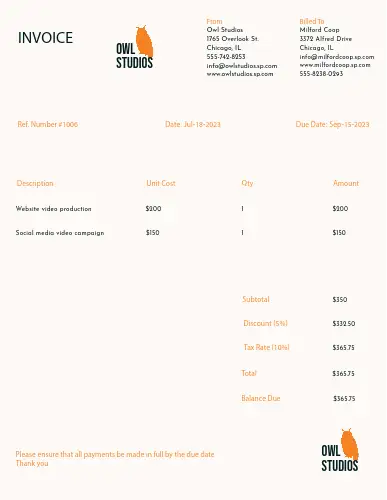 INVOICE
OWL
STUDIOS
From
Owl Studios
1765 Overlook St.
Chicago, IL
555-742-8253
info@owlstudios.sp.com
www.owlstudios.sp.com
Billed To
Milford Coop
3372 Alfred Drive
Chicago, IL
info@milfordcoop.sp.com
www.milfordcoop.sp.com
555-8238-0293
Ref. Number #1006 Date: Jul-18-2023 Due Date: Sep-15-2023
Description Unit Cost Qty Amount
Website video production $200 1 $200
Social media video campaign $150 1 $150
Subtotal $350
Discount (5%) $332.50
Tax Rate (10%) $365.75
Total $365.75
Balance Due $365.75
Please ensure that all payments be made in full by the due date
Thank you
OWL
STUDIOS